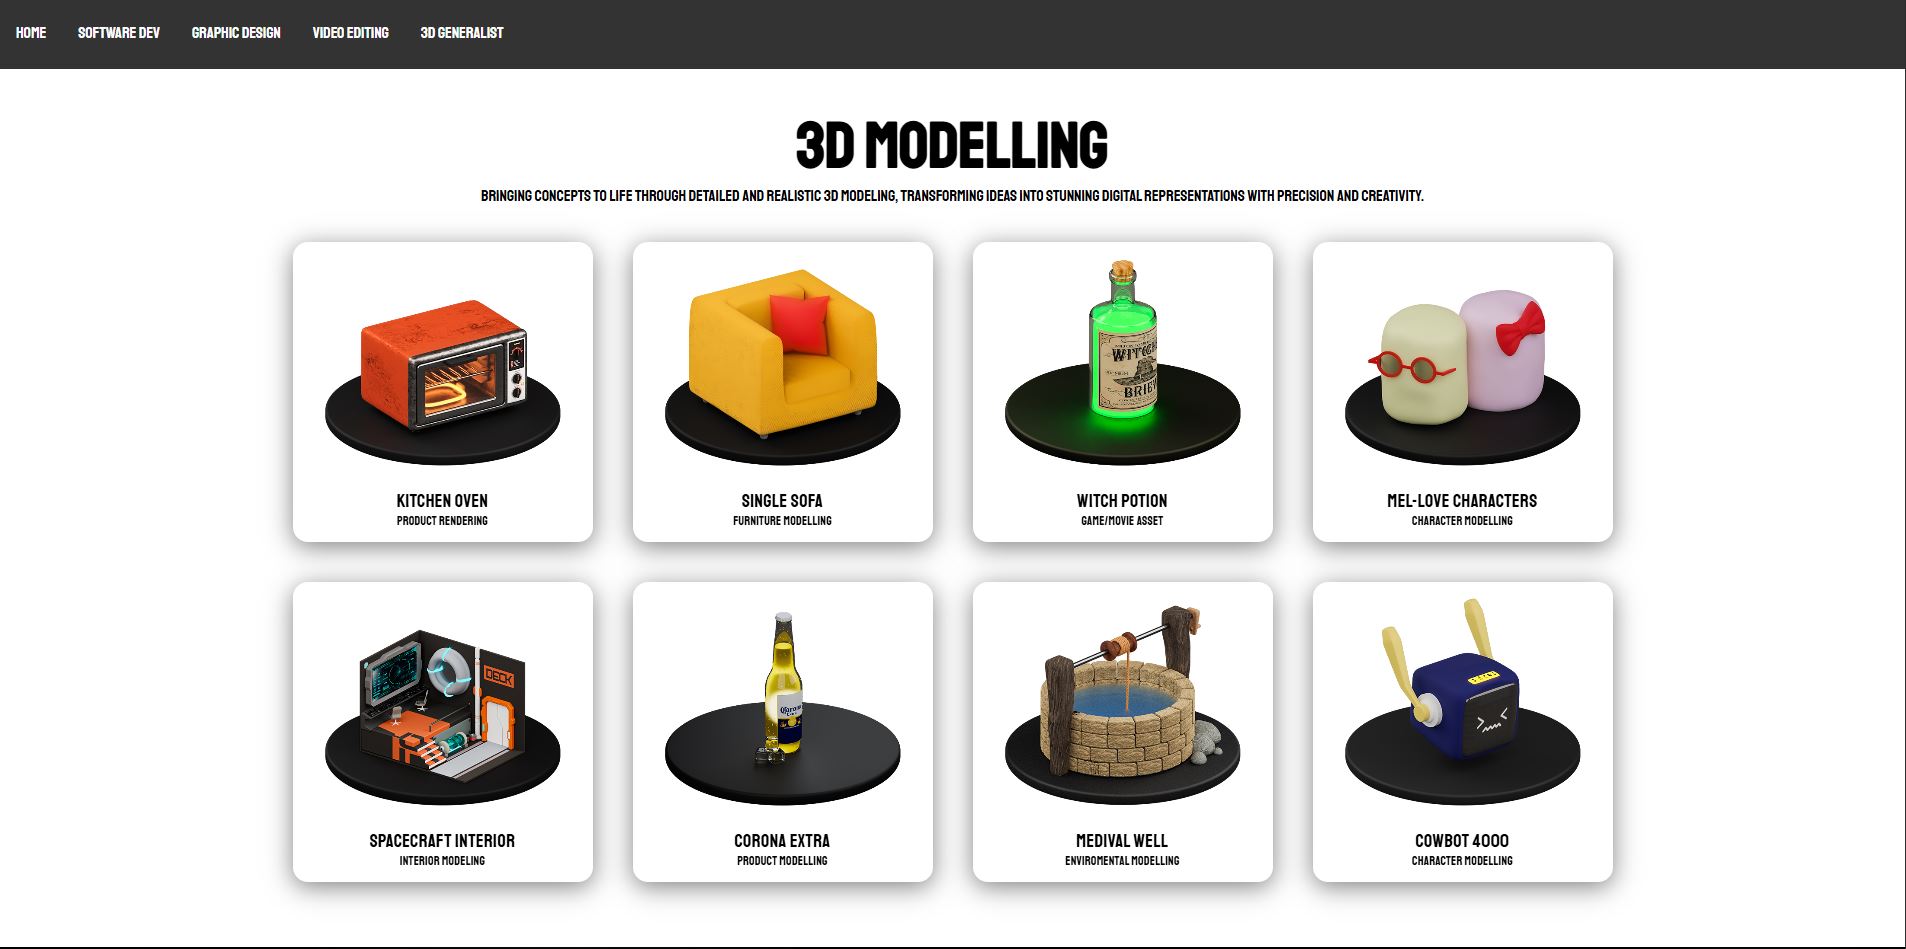 HOME SOFTWARE DEV GRAPHIC DESIGN VIDEO EDITING 3D GENERALIST
3D MODELLING
BRINGING CONCEPTS TO LIFE THROUGH DETAILED AND REALISTIC 3D MODELING, TRANSFORMING IDEAS INTO STUNNING DIGITAL REPRESENTATIONS WITH PRECISION AND CREATIVITY.
KITCHEN OVEN
PRODUCT RENDERING
SINGLE SOFA
FURNITURE MODELLING
WITCH POTION
GAME/MOVIE ASSET
MEL-LOVE CHARACTERS
CHARACTER MODELLING
DECK
SPACECRAFT INTERIOR
INTERIOR MODELING
Corona
CORONA EXTRA
PRODUCT MODELLING
MEDIVAL WELL
ENVIROMENTAL MODELLING
COWBOT 4000
CHARACTER MODELLING